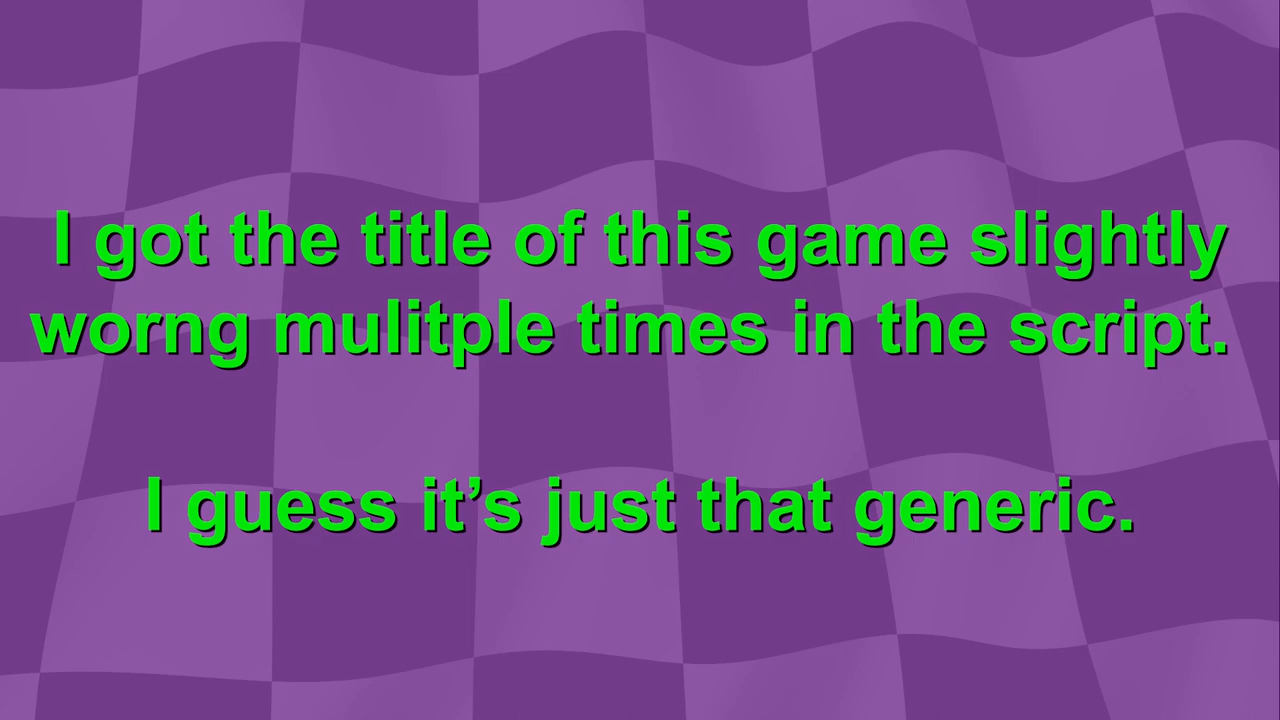 I got the title of this game slightly
worng mulitple times in the script.
I guess it’s just that generic.